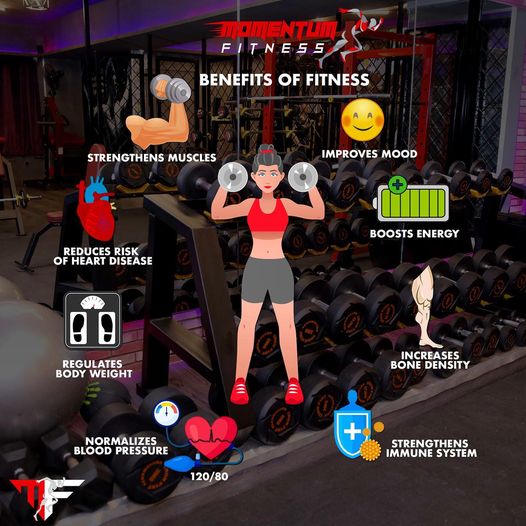 MOMENTUM
FITNESS
BENEFITS OF FITNESS
STRENGTHENS MUSCLES
IMPROVES MOOD
REDUCES RISK
OF HEART DISEASE
BOOSTS ENERGY
REGULATES
BODY WEIGHT
INCREASES
BONE DENSITY
NORMALIZES
BLOOD PRESSURE
120/80
STRENGTHENS
IMMUNE SYSTEM
MF